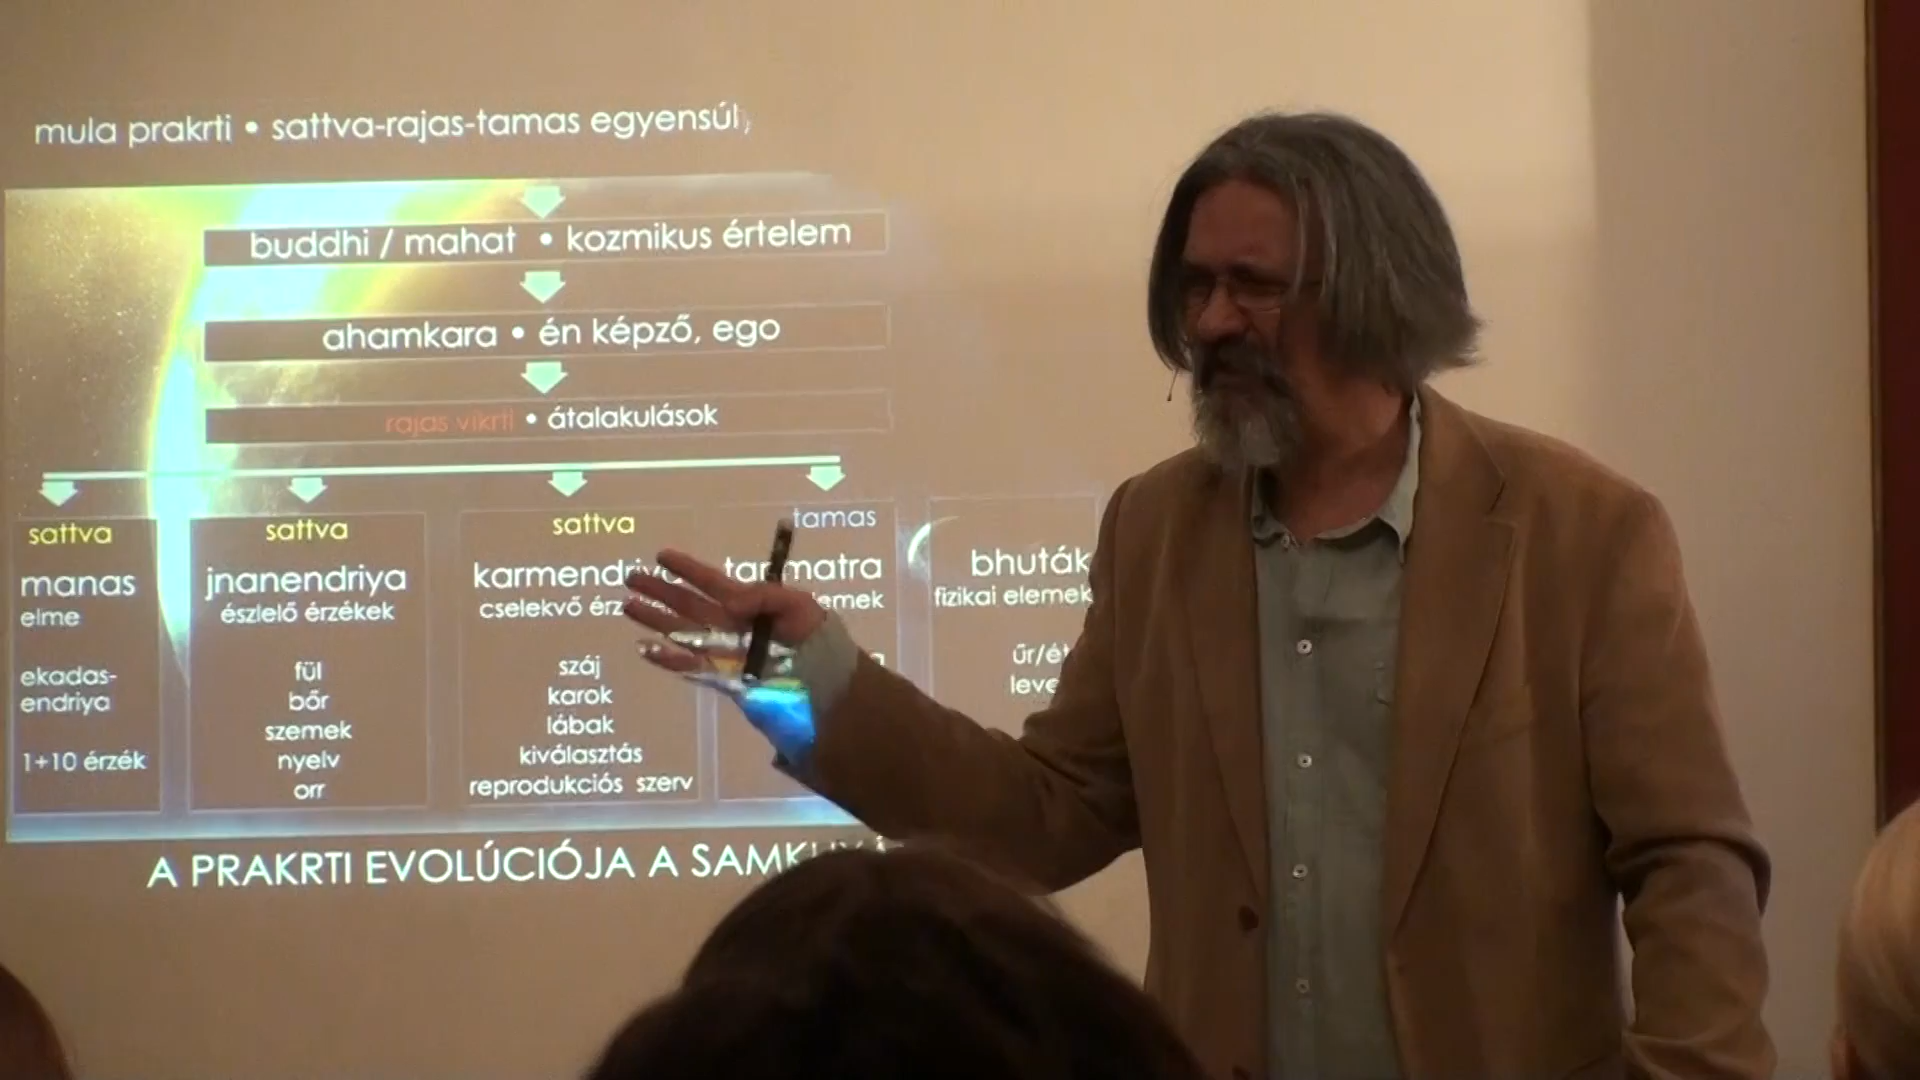 mula prakrti • sattva-rajas-tamas
buddhi / mahat • kozmikus értelem
ahamkara • én képző, ego
rajas vikrti • átalakulások
sattva
manas
elme
ekadas-
endriya
1+10 érzék
sattva
jnanendriya
észlelő érzékek
fül
bőr
szemek
nyelv
orr
sattva
cselekvő
száj
karok
lábak
kiválasztás
reprodukciós szerv
tamas
bhuták
fizikai elemek
A PRAKRTI EVOLÚCIÓJA A